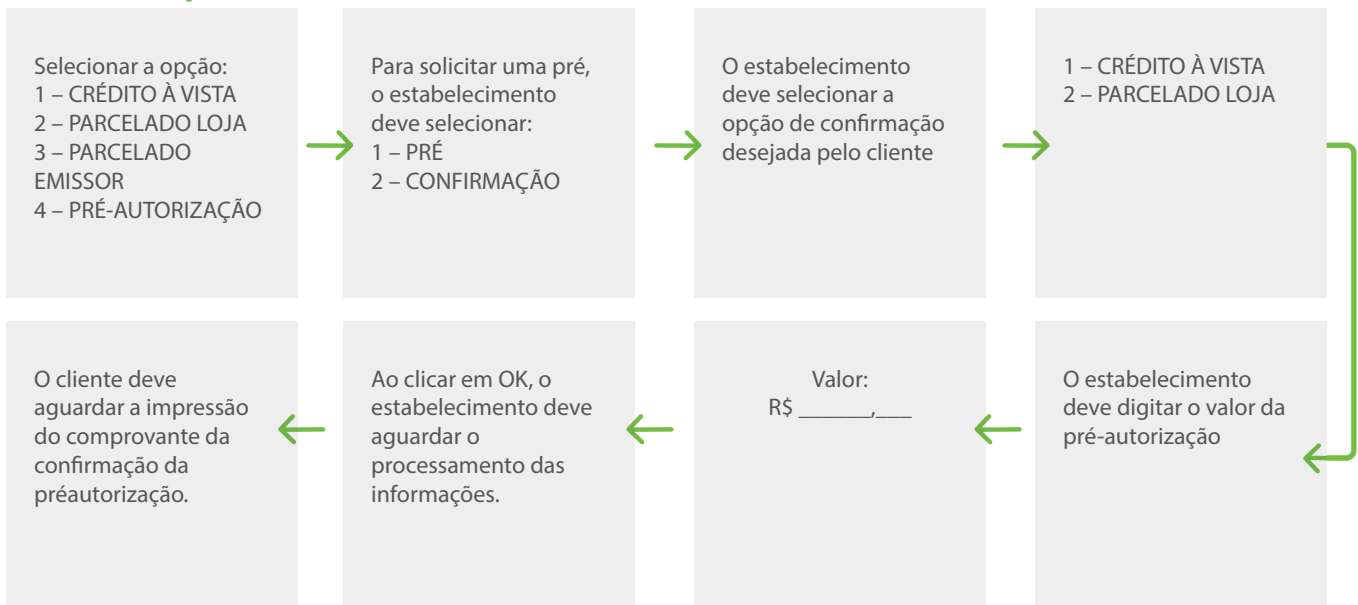 Selecionar a opção:
1 – CRÉDITO À VISTA
2 – PARCELADO LOJA
3 – PARCELADO
EMISSOR
4 – PRÉ-AUTORIZAÇÃO
Para solicitar uma pré,
o estabelecimento
deve selecionar:
1 – PRÉ
2 – CONFIRMAÇÃO
O estabelecimento
deve selecionar a
opção de confirmação
desejada pelo cliente
1 – CRÉDITO À VISTA
2 – PARCELADO LOJA
O estabelecimento
deve digitar o valor da
pré-autorização
Valor:
R$ ______,___
Ao clicar em OK, o
estabelecimento deve
aguardar o
processamento das
informações.
O cliente deve
aguardar a impressão
do comprovante da
confirmação da
préautorização.